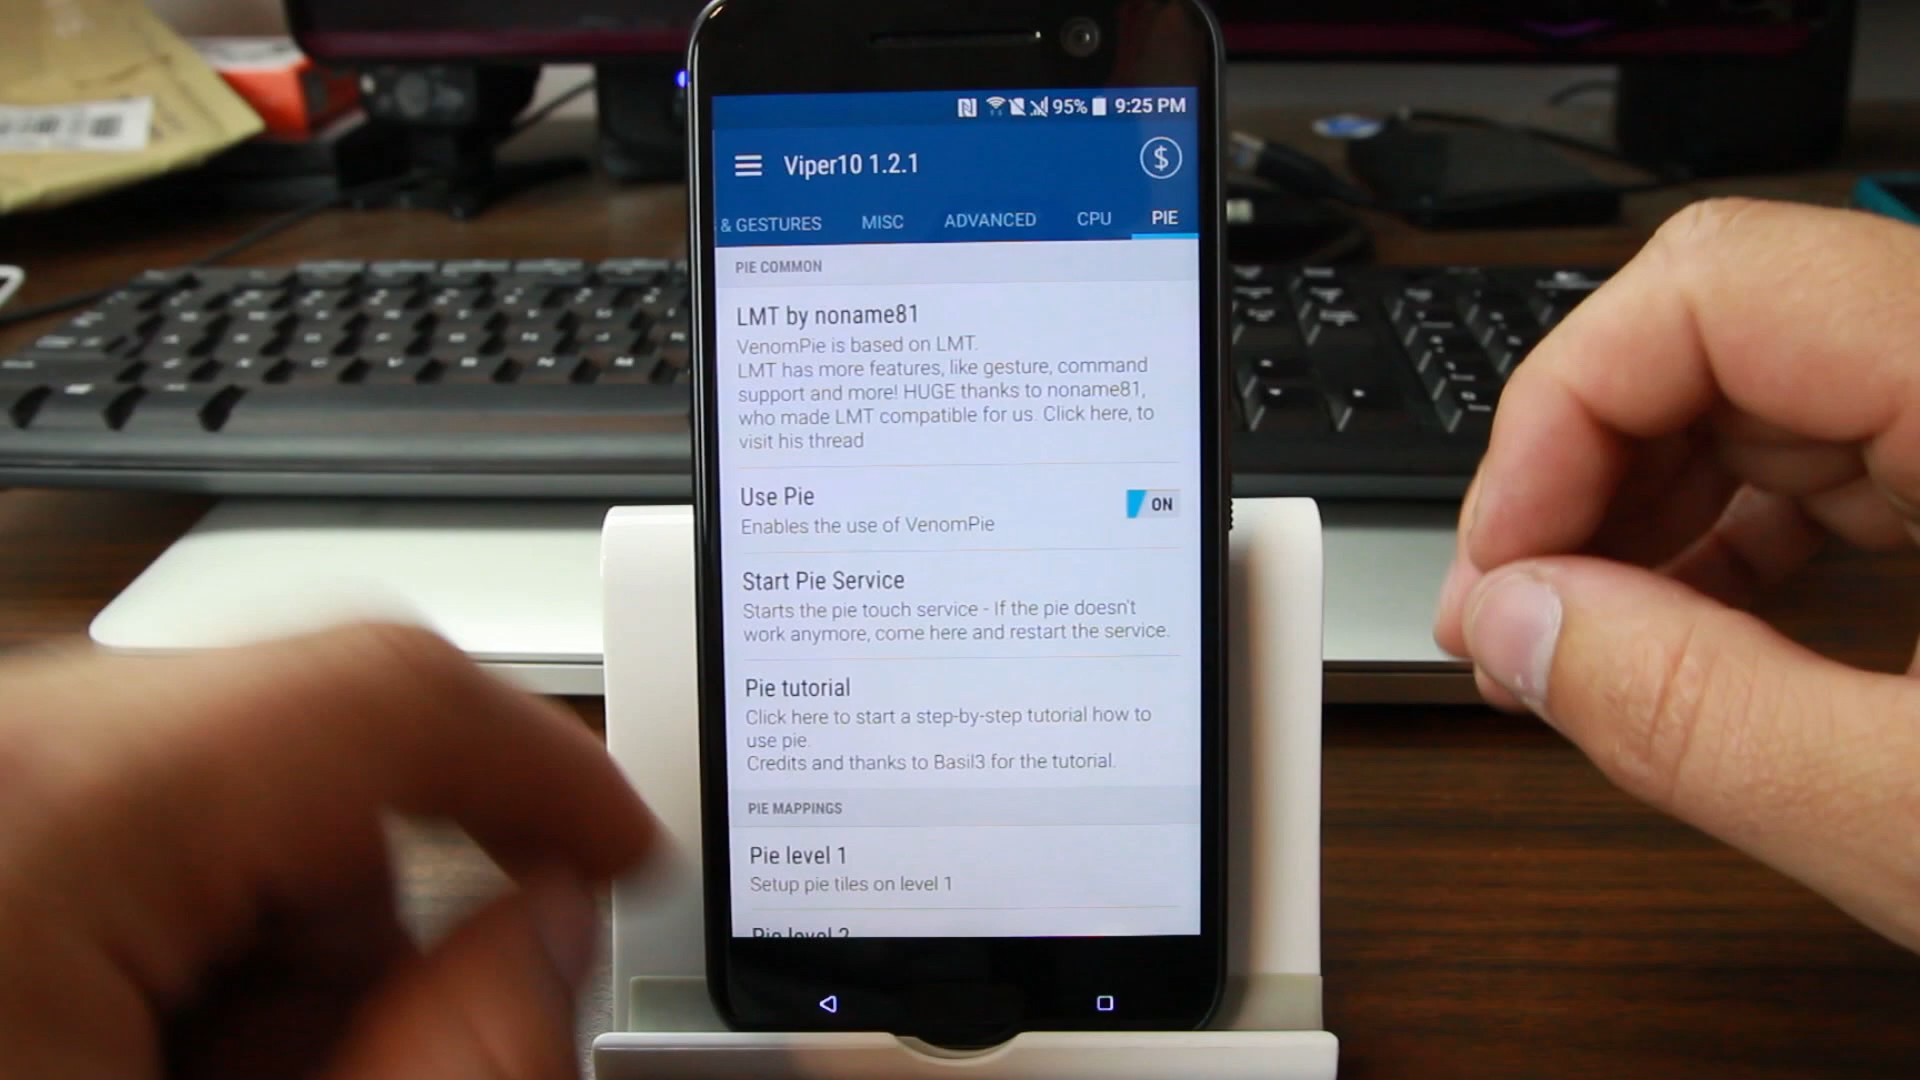 95% 9:25 PM
Viper10 1.2.1
$
& GESTURES MISC ADVANCED CPU PIE
PIE COMMON
LMT by noname81
VenomPie is based on LMT.
LMT has more features, like gesture, command
support and more! HUGE thanks to noname81,
who made LMT compatible for us. Click here, to
visit his thread
Use Pie
ON
Enables the use of VenomPie
Start Pie Service
Starts the pie touch service - If the pie doesn't
work anymore, come here and restart the service.
Pie tutorial
Click here to start a step-by-step tutorial how to
use pie.
Credits and thanks to Basil3 for the tutorial.
PIE MAPPINGS
Pie level 1
Setup pie tiles on level 1
Pie level 2